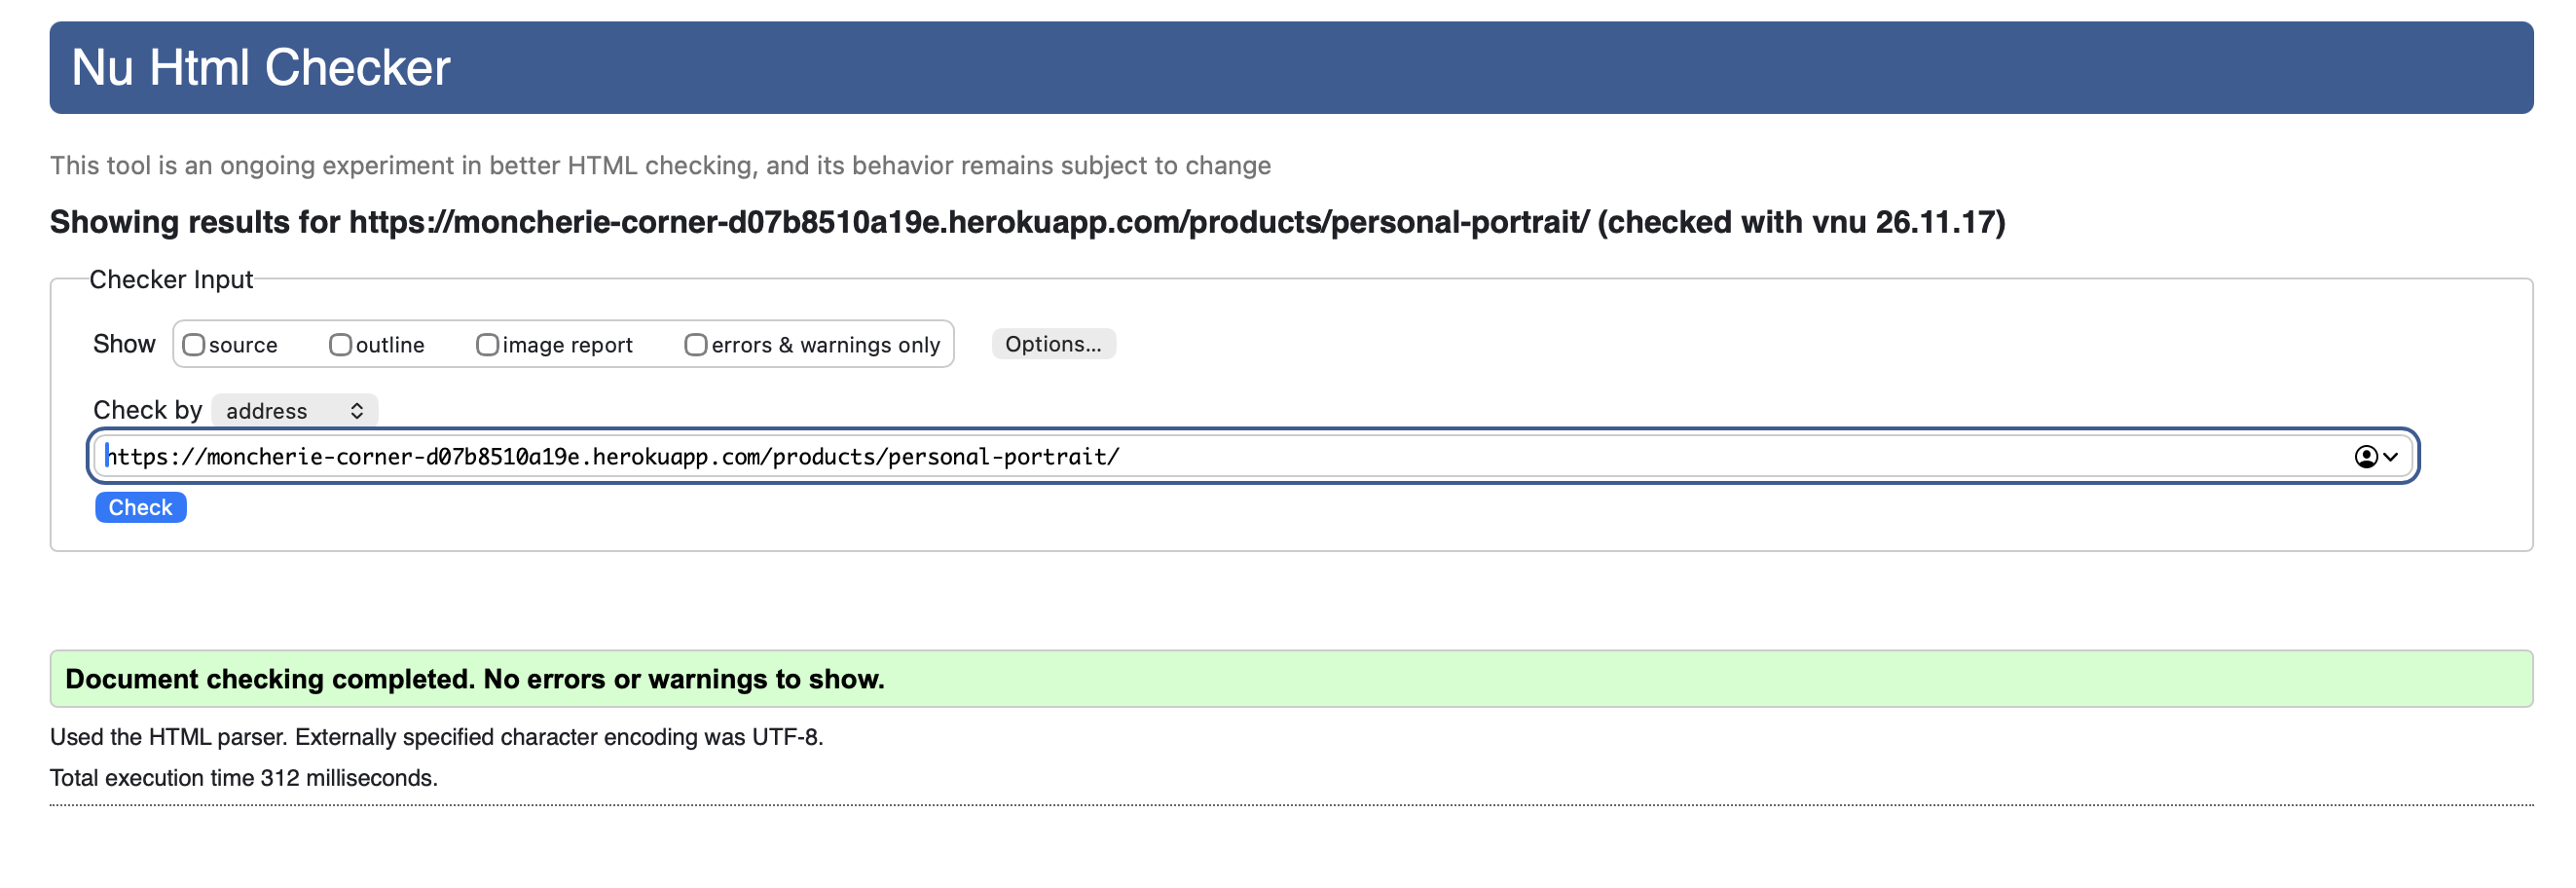 Nu Html Checker
This tool is an ongoing experiment in better HTML checking, and its behavior remains subject to change
Showing results for https://moncherie-corner-d07b8510a19e.herokuapp.com/products/personal-portrait/ (checked with vnu 26.11.17)
Checker Input
Show source outline image report errors & warnings only Options...
Check by address
https://moncherie-corner-d07b8510a19e.herokuapp.com/products/personal-portrait/
Check
Document checking completed. No errors or warnings to show.
Used the HTML parser. Externally specified character encoding was UTF-8.
Total execution time 312 milliseconds.